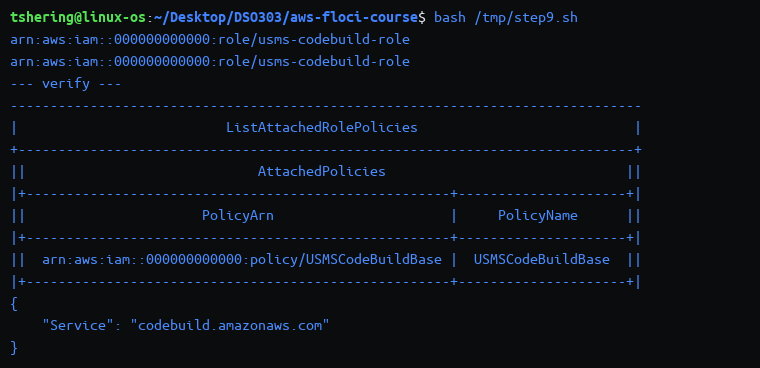 tshering@linux-os:~/Desktop/DSO303/aws-floci-course$ bash /tmp/step9.sh
arn:aws:iam::000000000000:role/usms-codebuild-role
arn:aws:iam::000000000000:role/usms-codebuild-role
--- verify ---
-------------------------------------------------------------------------------
|                          ListAttachedRolePolicies                           |
+-----------------------------------------------------------------------------+
||                             AttachedPolicies                              ||
|+-----------------------------------------------------+---------------------+|
||                      PolicyArn                      |     PolicyName      ||
|+-----------------------------------------------------+---------------------+|
||  arn:aws:iam::000000000000:policy/USMSCodeBuildBase |  USMSCodeBuildBase  ||
|+-----------------------------------------------------+---------------------+|
{
    "Service": "codebuild.amazonaws.com"
}